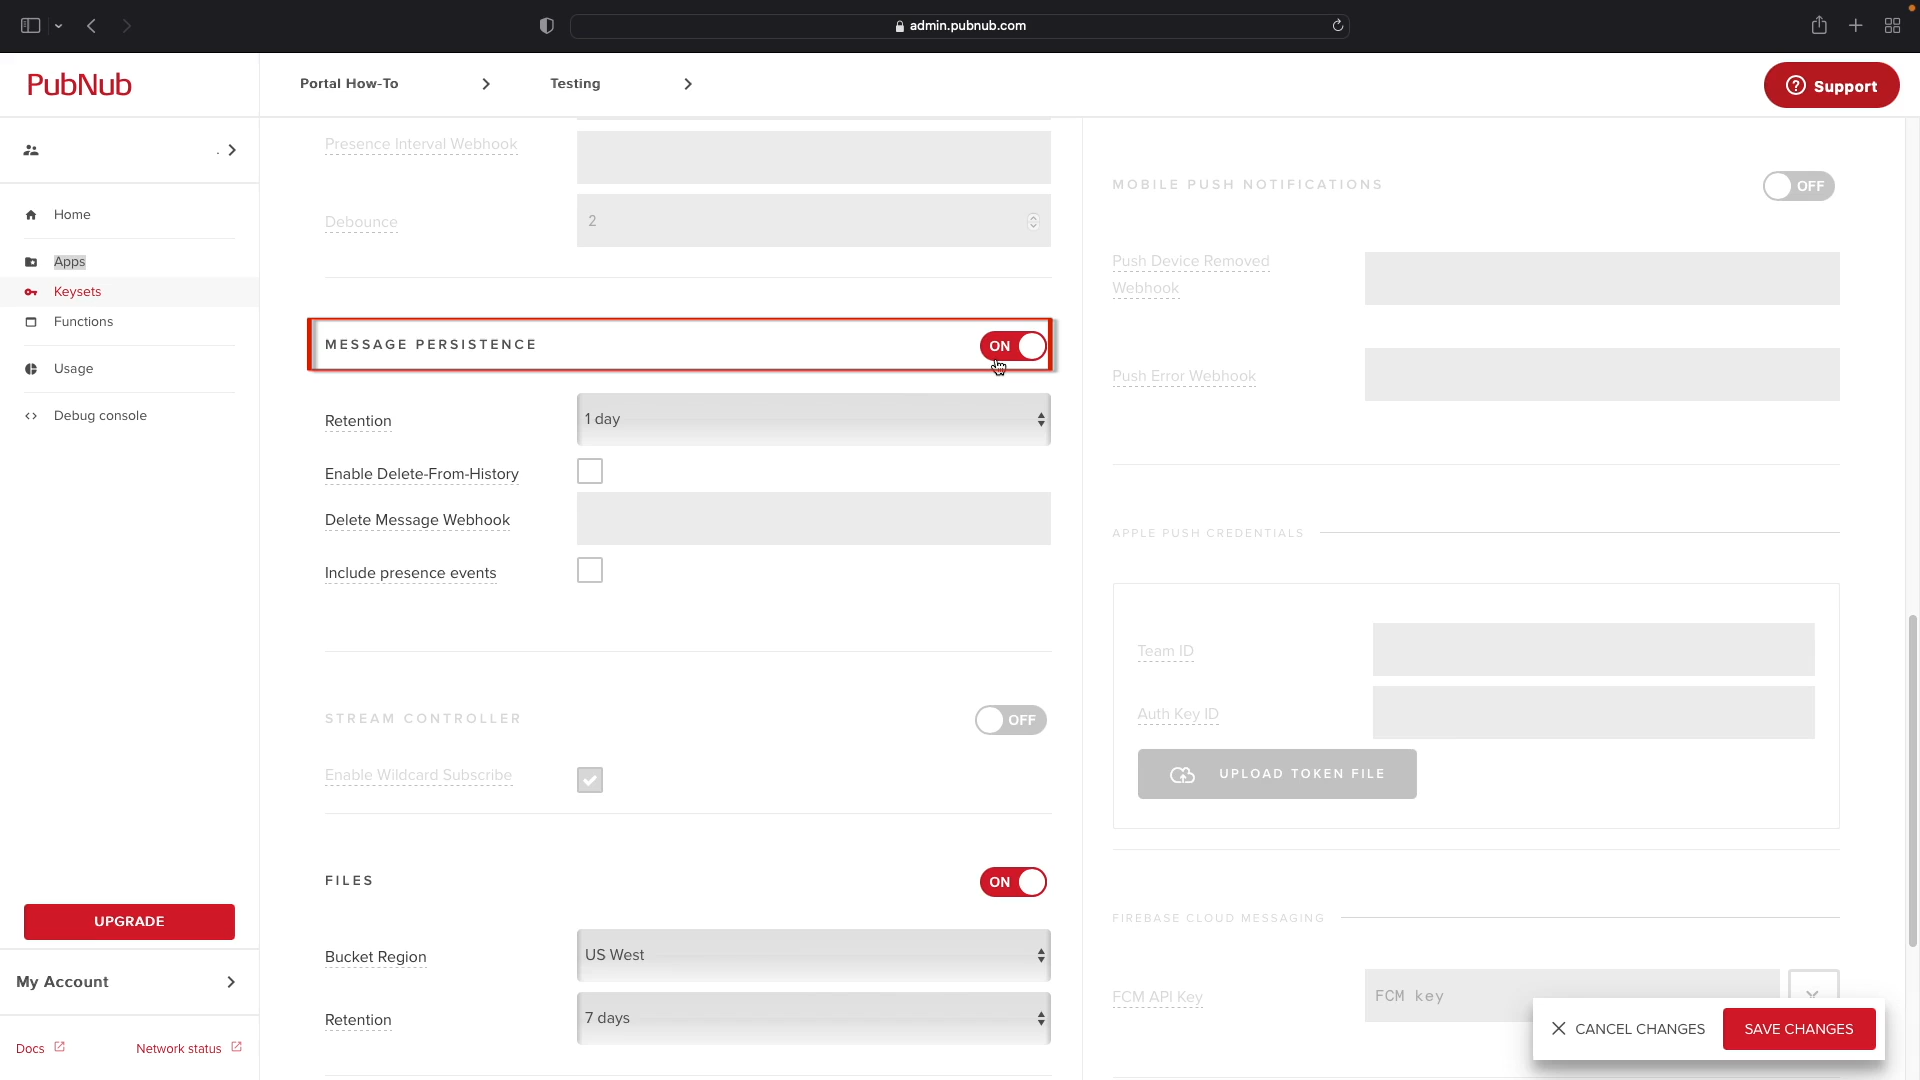 admin.pubnub.com
PubNub
Portal How-To
Testing
Support
.
Home
Apps
Keysets
Functions
Usage
Debug console
UPGRADE
My Account
Docs
Network status
Presence Interval Webhook
Debounce
2
MESSAGE PERSISTENCE
ON
Retention
1 day
Enable Delete-From-History
Delete Message Webhook
Include presence events
STREAM CONTROLLER
OFF
Enable Wildcard Subscribe
FILES
ON
Bucket Region
US West
Retention
7 days
MOBILE PUSH NOTIFICATIONS
OFF
Push Device Removed
Webhook
Push Error Webhook
APPLE PUSH CREDENTIALS
Team ID
Auth Key ID
UPLOAD TOKEN FILE
FIREBASE CLOUD MESSAGING
FCM API Key
FCM key
CANCEL CHANGES
SAVE CHANGES